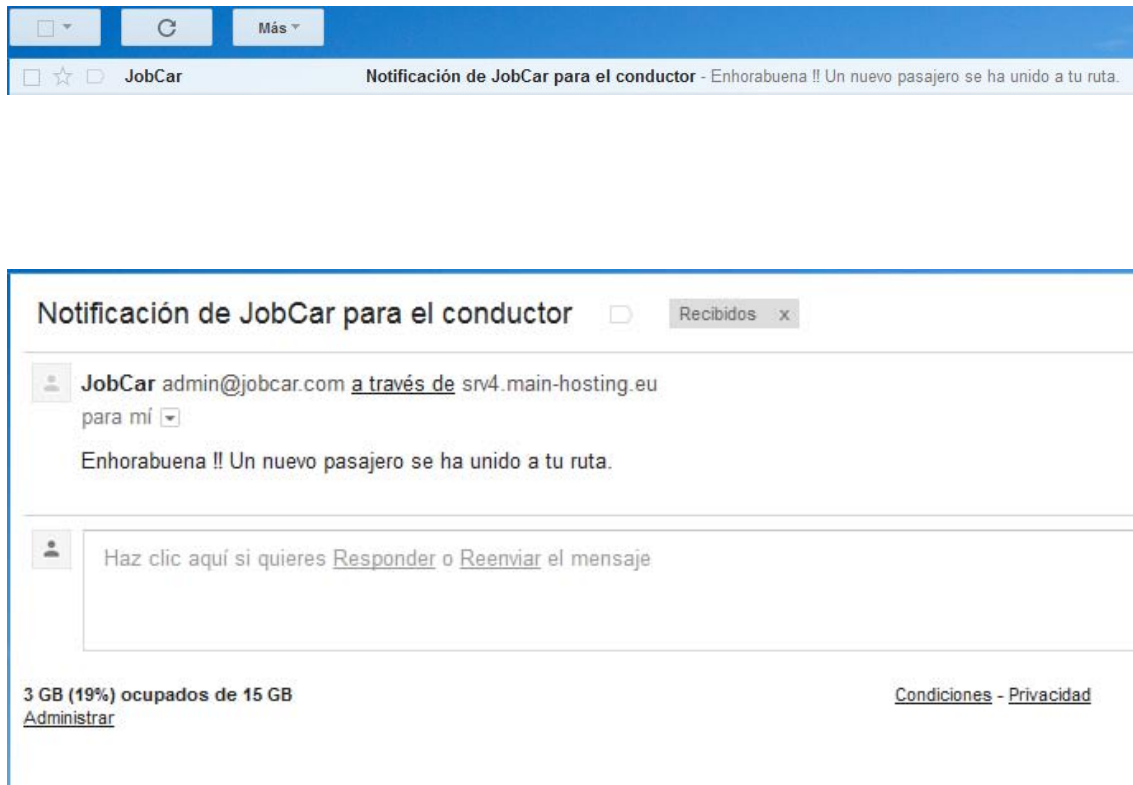 Más
JobCar Notificación de JobCar para el conductor - Enhorabuena !! Un nuevo pasajero se ha unido a tu ruta.
Notificación de JobCar para el conductor Recibidos x
JobCar admin@jobcar.com a través de srv4.main-hosting.eu
para mí
Enhorabuena !! Un nuevo pasajero se ha unido a tu ruta.
Haz clic aquí si quieres Responder o Reenviar el mensaje
3 GB (19%) ocupados de 15 GB Condiciones - Privacidad
Administrar